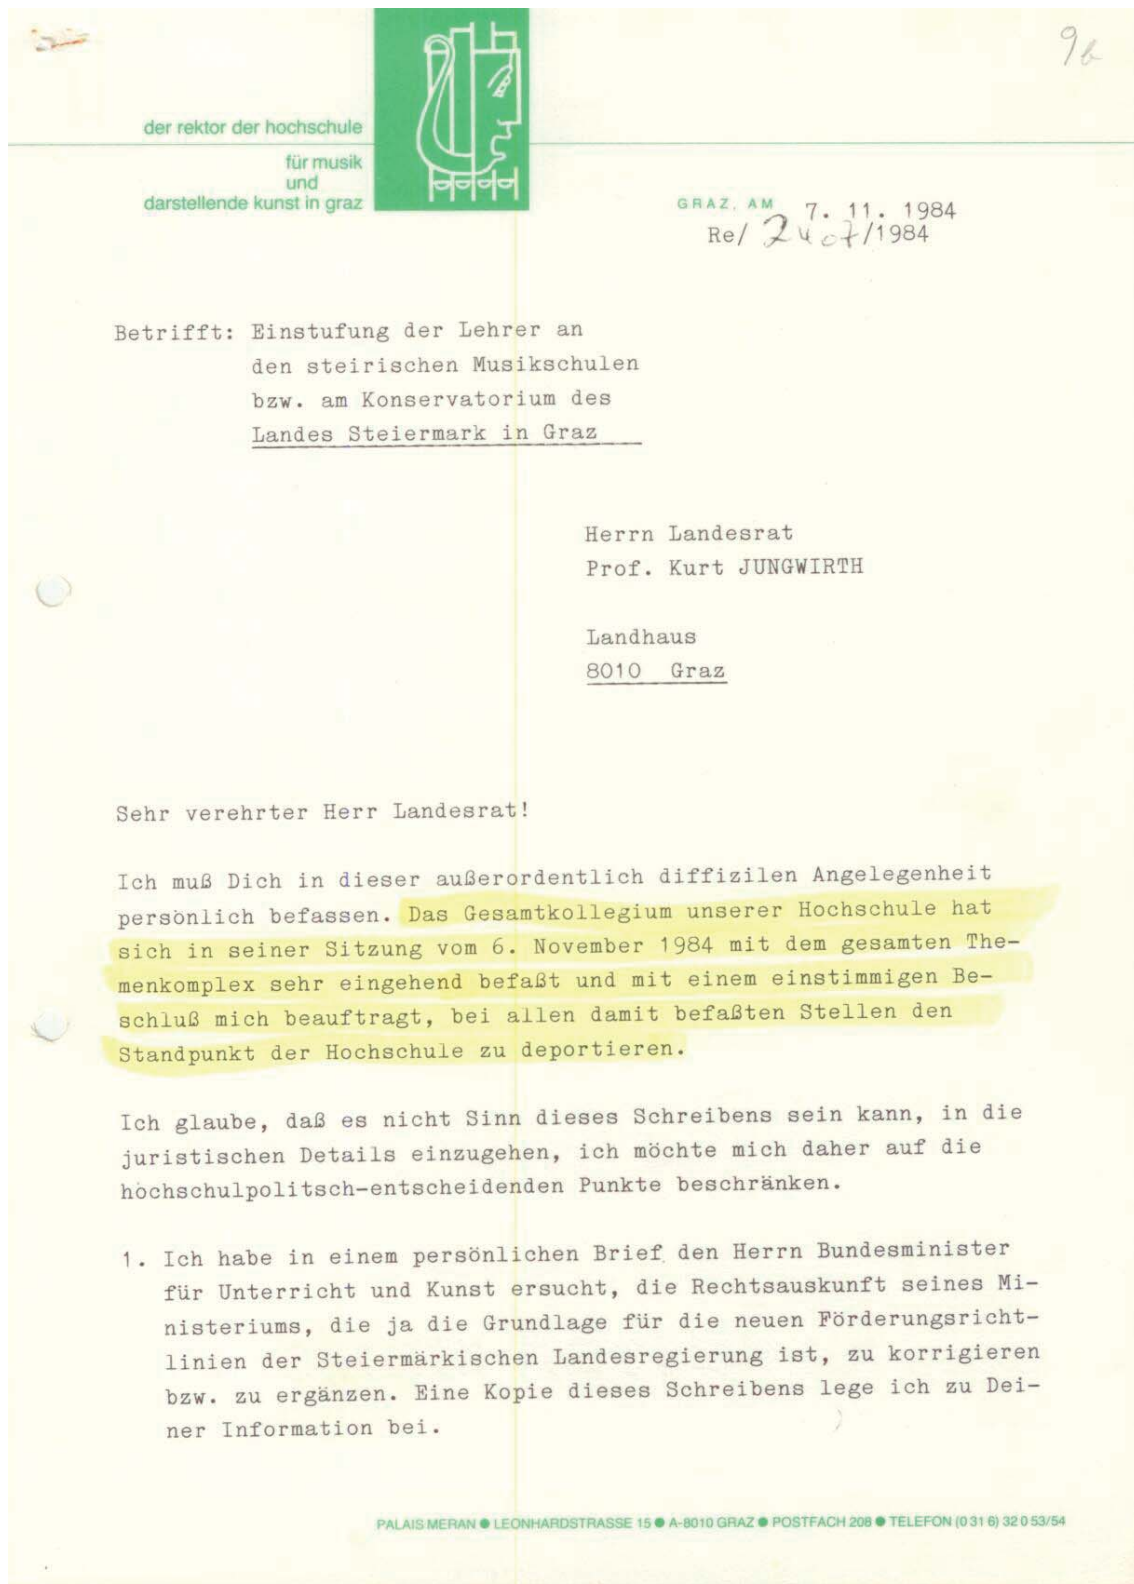 9b
der rektor der hochschule
für musik
und
darstellende kunst in graz
GRAZ, AM 7. 11. 1984
Re/ 2407/1984
Betrifft: Einstufung der Lehrer an
den steirischen Musikschulen
bzw. am Konservatorium des
Landes Steiermark in Graz
Herrn Landesrat
Prof. Kurt JUNGWIRTH
Landhaus
8010 Graz
Sehr verehrter Herr Landesrat!
Ich muß Dich in dieser außerordentlich diffizilen Angelegenheit
persönlich befassen. Das Gesamtkollegium unserer Hochschule hat
sich in seiner Sitzung vom 6. November 1984 mit dem gesamten The-
menkomplex sehr eingehend befaßt und mit einem einstimmigen Be-
schluß mich beauftragt, bei allen damit befaßten Stellen den
Standpunkt der Hochschule zu deportieren.
Ich glaube, daß es nicht Sinn dieses Schreibens sein kann, in die
juristischen Details einzugehen, ich möchte mich daher auf die
hochschulpolitsch-entscheidenden Punkte beschränken.
1. Ich habe in einem persönlichen Brief den Herrn Bundesminister
für Unterricht und Kunst ersucht, die Rechtsauskunft seines Mi-
nisteriums, die ja die Grundlage für die neuen Förderungsricht-
linien der Steiermärkischen Landesregierung ist, zu korrigieren
bzw. zu ergänzen. Eine Kopie dieses Schreibens lege ich zu Dei-
ner Information bei.
PALAIS MERAN ● LEONHARDSTRASSE 15 ● A-8010 GRAZ ● POSTFACH 208 ● TELEFON (0 31 6) 32 0 53/54